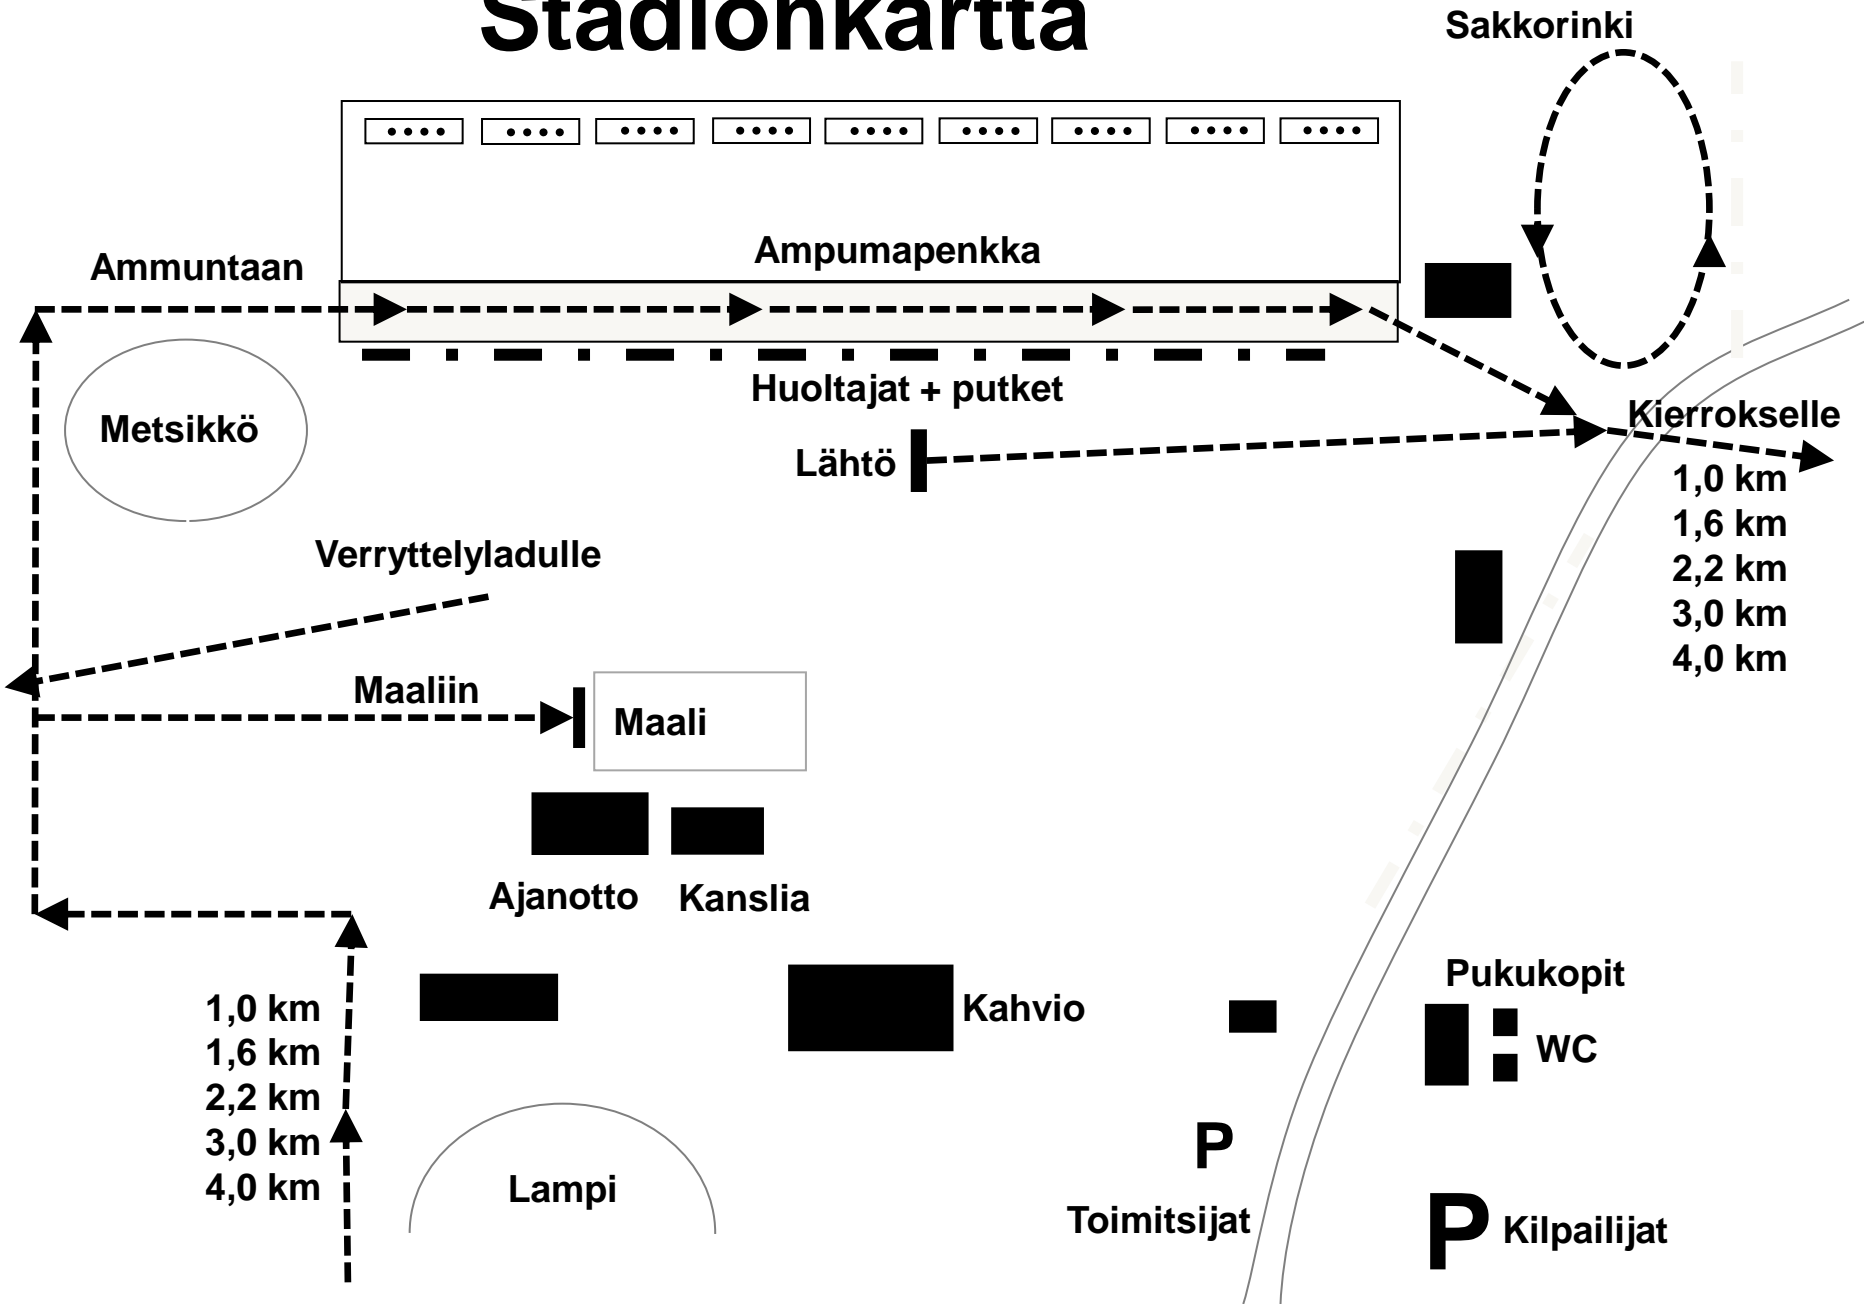 Stadionkartta
Sakkorinki
Ampumapenkka
Ammuntaan
Huoltajat + putket
Metsikkö
Kierrokselle
Lähtö
1,0 km
1,6 km
2,2 km
3,0 km
4,0 km
Verryttelyladulle
Maaliin
Maali
Ajanotto
Kanslia
Pukukopit
Kahvio
WC
1,0 km
1,6 km
2,2 km
3,0 km
4,0 km
P
Lampi
Toimitsijat
P Kilpailijat